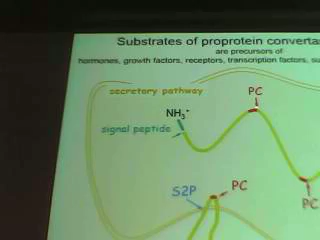 Substrates of proprotein
are precursors of
hormones, growth factors, receptors, transcription factors,
secretory pathway
PC
NH3+
signal peptide
S2P
PC
PC